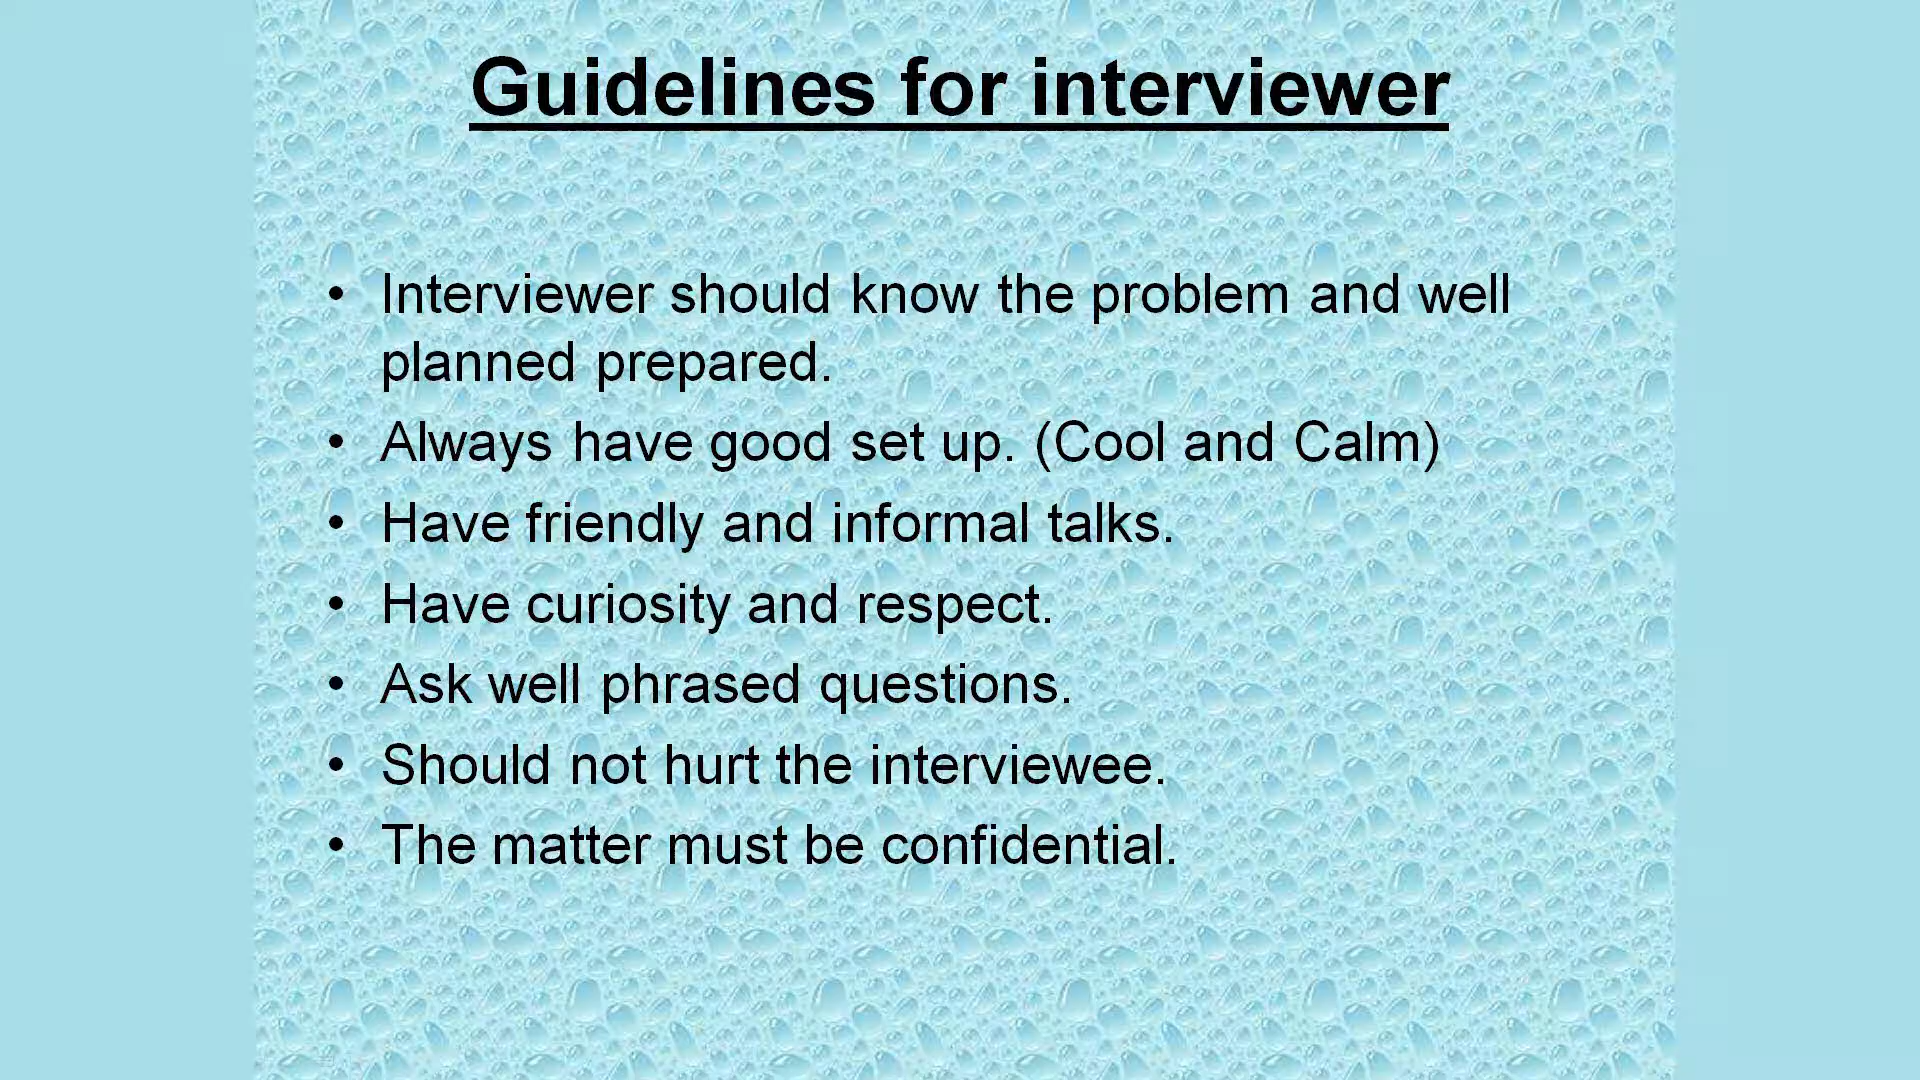 Guidelines for interviewer
• Interviewer should know the problem and well
planned prepared.
• Always have good set up. (Cool and Calm)
• Have friendly and informal talks.
• Have curiosity and respect.
• Ask well phrased questions.
• Should not hurt the interviewee.
• The matter must be confidential.